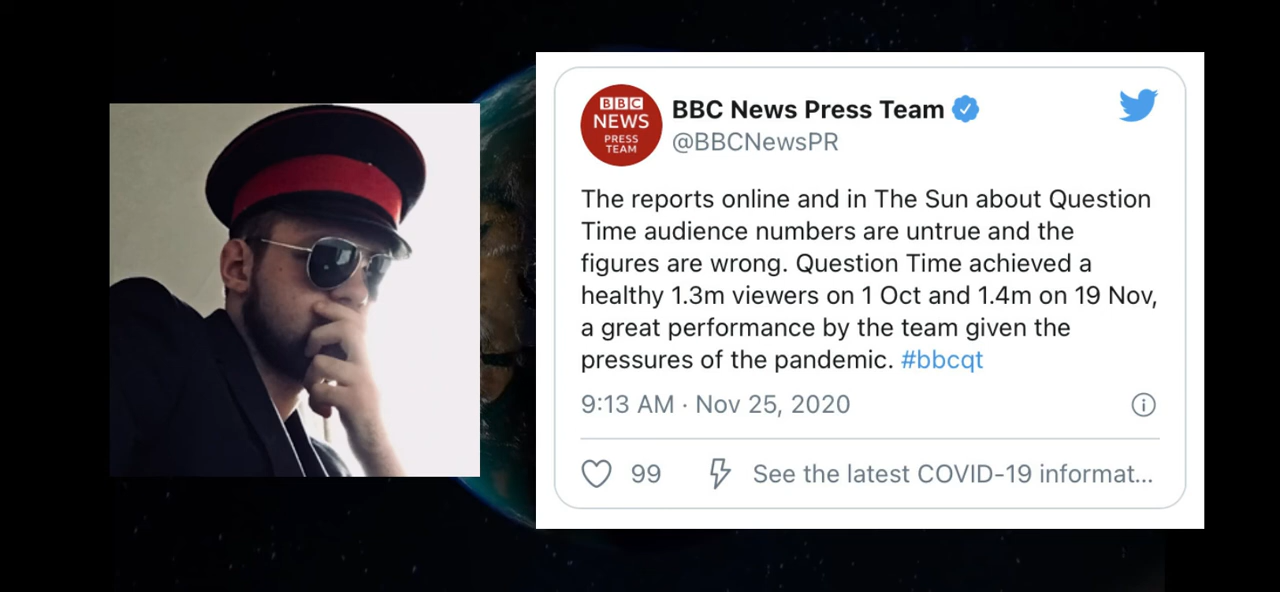 BBC
NEWS
PRESS
TEAM
BBC News Press Team
@BBCNewsPR
The reports online and in The Sun about Question
Time audience numbers are untrue and the
figures are wrong. Question Time achieved a
healthy 1.3m viewers on 1 Oct and 1.4m on 19 Nov,
a great performance by the team given the
pressures of the pandemic. #bbcqt
9:13 AM · Nov 25, 2020
99 See the latest COVID-19 informat...